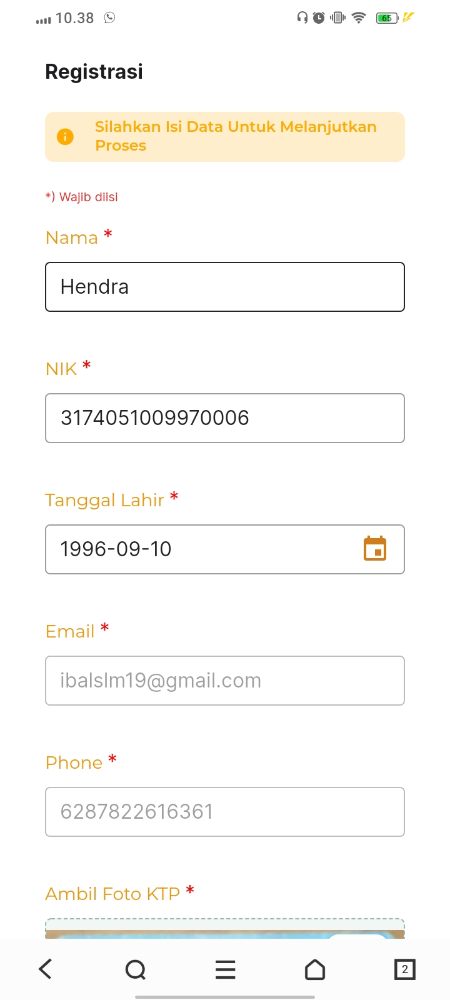 10.38
65
Registrasi
Silahkan Isi Data Untuk Melanjutkan
Proses
*) Wajib diisi
Nama *
Hendra
NIK *
3174051009970006
Tanggal Lahir *
1996-09-10
Email *
ibalslm19@gmail.com
Phone *
6287822616361
Ambil Foto KTP *
2